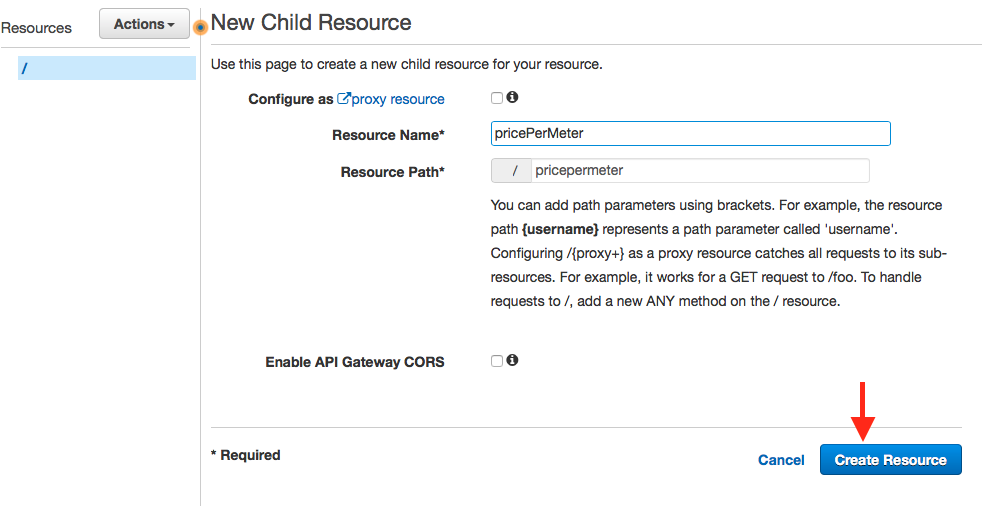 Resources
Actions
/
New Child Resource
Use this page to create a new child resource for your resource.
Configure as proxy resource
Resource Name* pricePerMeter
Resource Path* / pricepermeter
You can add path parameters using brackets. For example, the resource
path {username} represents a path parameter called 'username'.
Configuring /{proxy+} as a proxy resource catches all requests to its sub-
resources. For example, it works for a GET request to /foo. To handle
requests to /, add a new ANY method on the / resource.
Enable API Gateway CORS
* Required
Cancel Create Resource